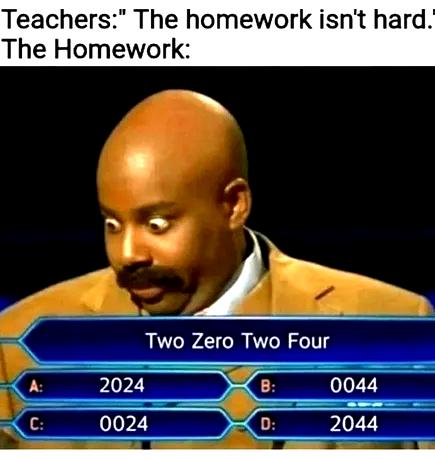 Teachers:" The homework isn't hard."
The Homework:
Two Zero Two Four
A: 2024
B: 0044
C: 0024
D: 2044